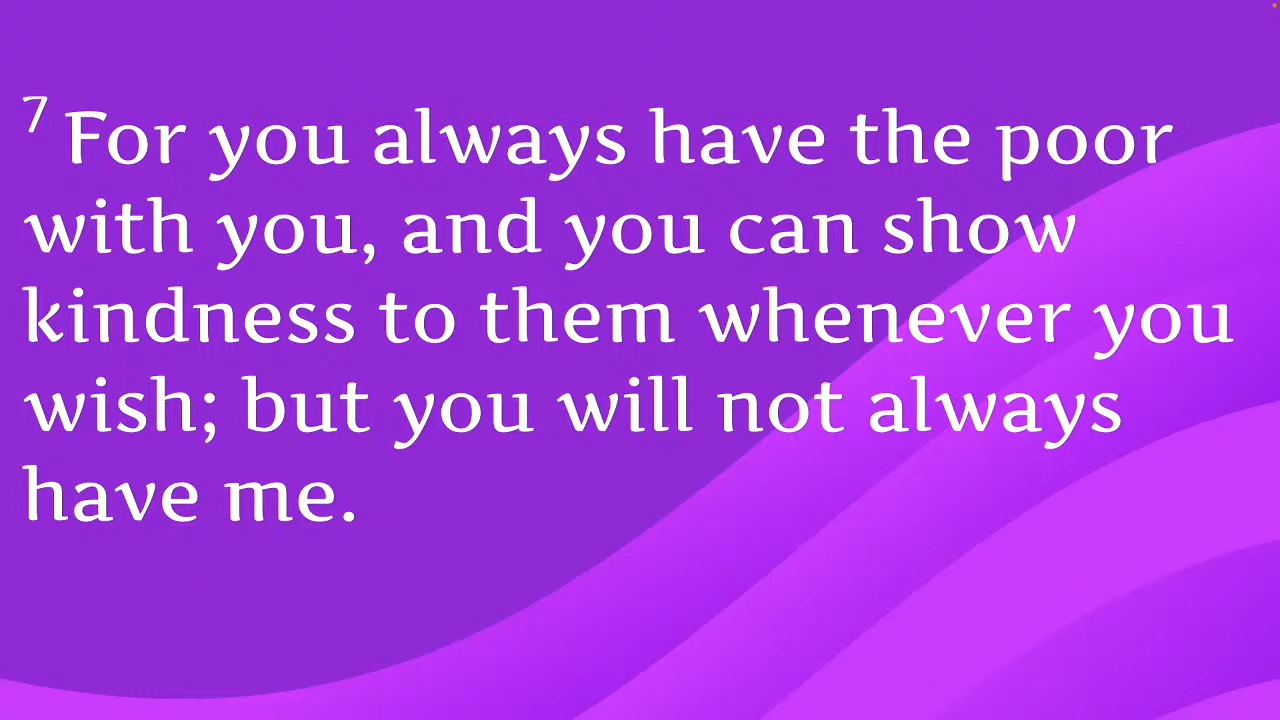 7 For you always have the poor
with you, and you can show
kindness to them whenever you
wish; but you will not always
have me.